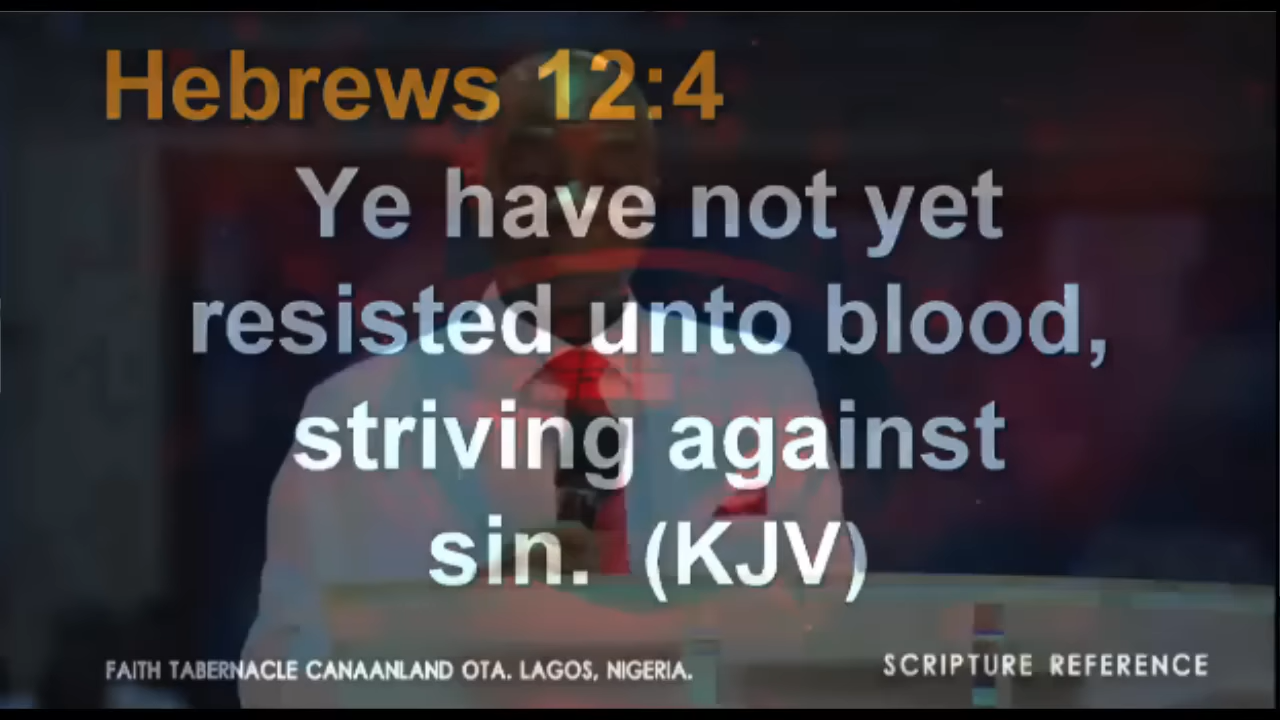 Hebrews 12:4
Ye have not yet
resisted unto blood,
striving against
sin. (KJV)
FAITH TABERNACLE CANAANLAND OTA. LAGOS, NIGERIA.
SCRIPTURE REFERENCE